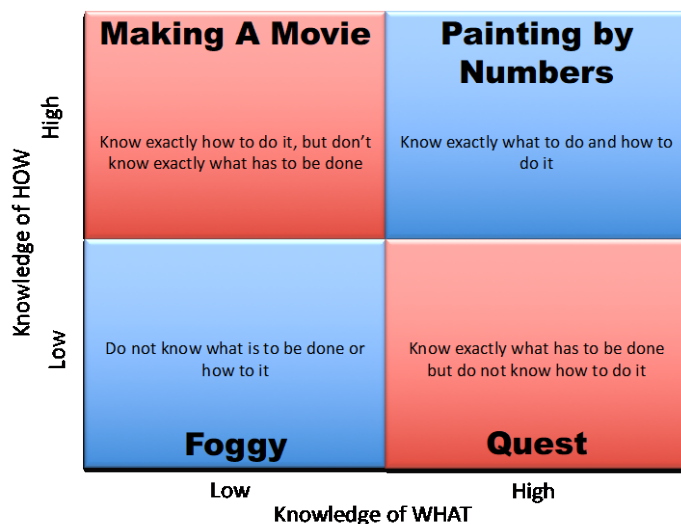 Making A Movie
Painting by
Numbers
Know exactly how to do it, but don't
know exactly what has to be done
Know exactly what to do and how to
do it
Knowledge of HOW
High
Low
Do not know what is to be done or
how to it
Know exactly what has to be done
but do not know how to do it
Foggy
Quest
Low
High
Knowledge of WHAT